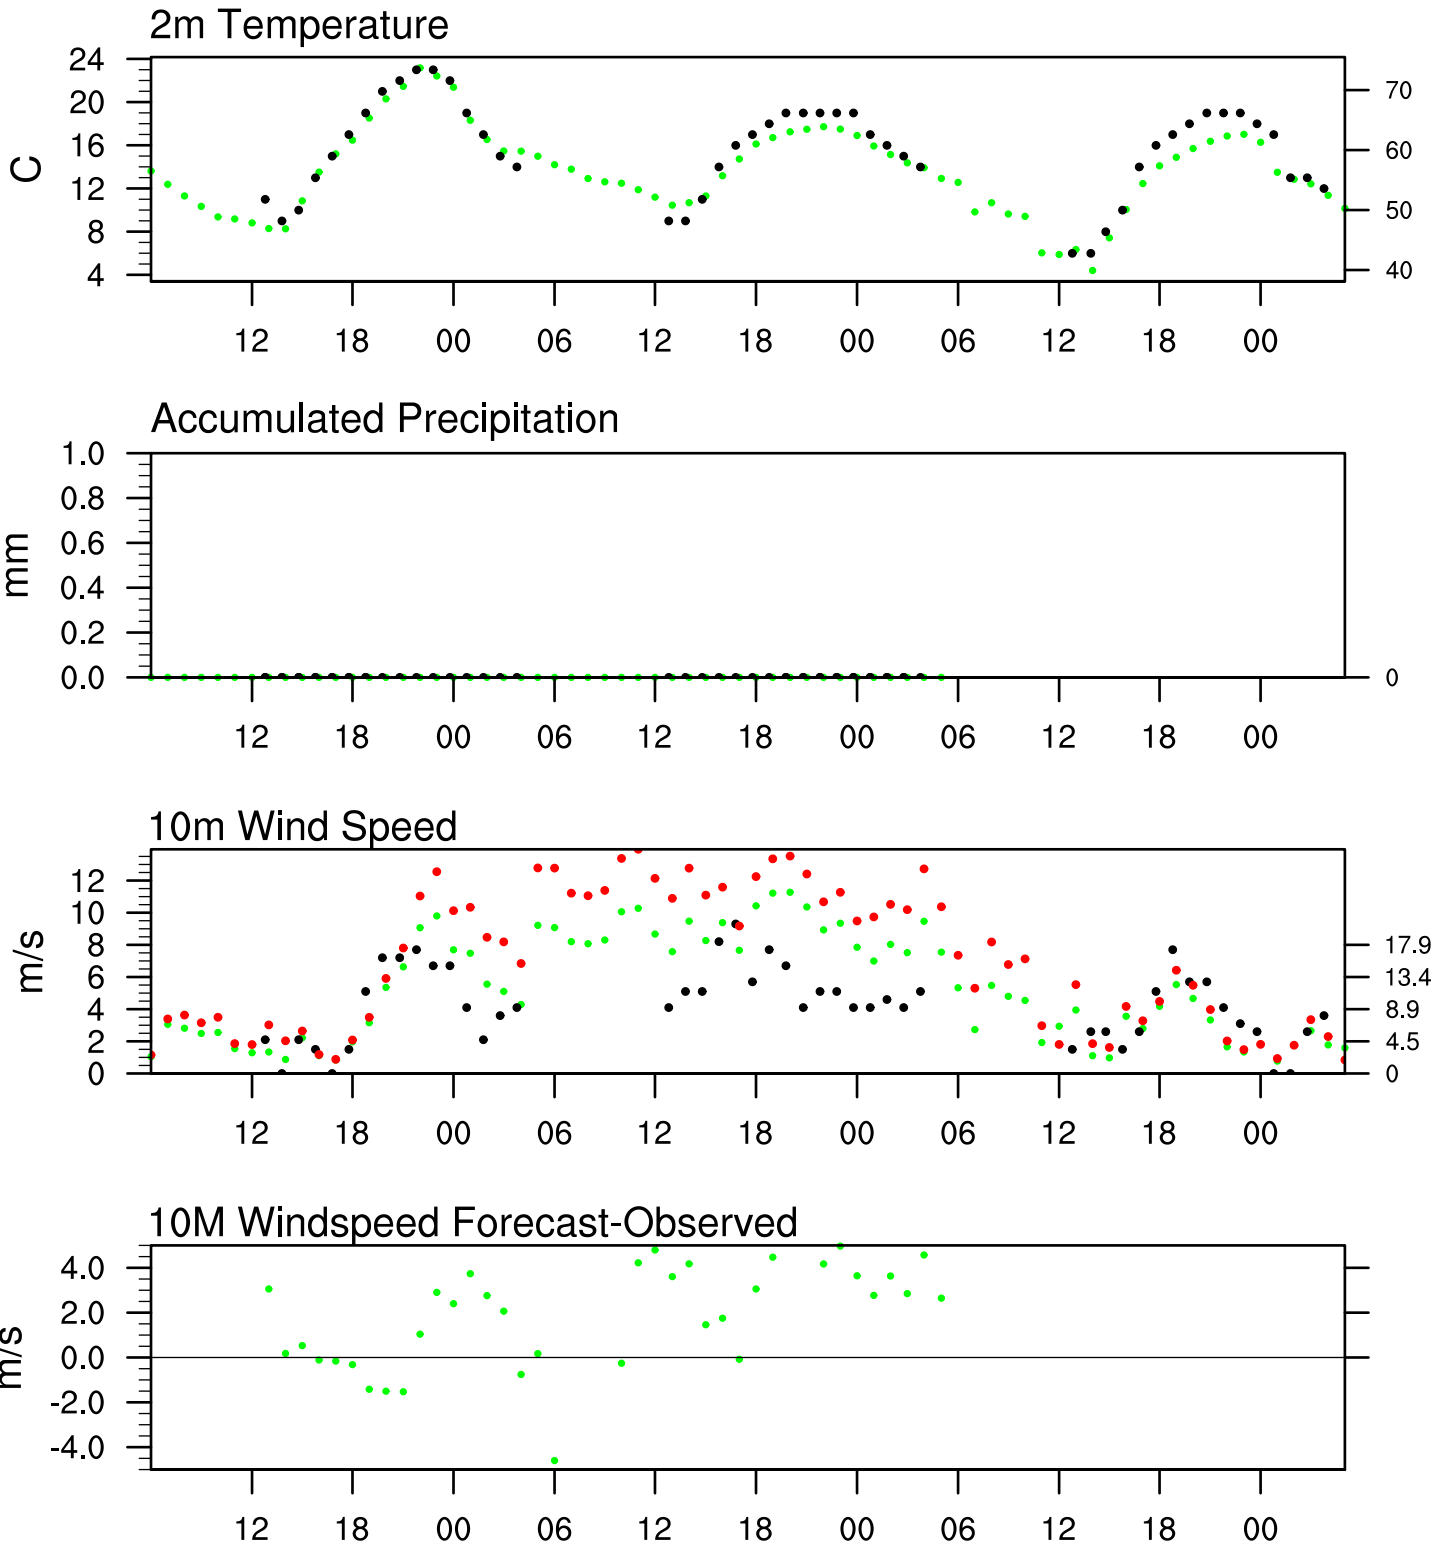 2m Temperature
24
20
16
12
8
4
C
70
60
50
40
12 18 00 06 12 18 00 06 12 18 00
Accumulated Precipitation
1.0
0.8
0.6
0.4
0.2
0.0
mm
0
12 18 00 06 12 18 00 06 12 18 00
10m Wind Speed
12
10
8
6
4
2
0
m/s
17.9
13.4
8.9
4.5
0
12 18 00 06 12 18 00 06 12 18 00
10M Windspeed Forecast-Observed
4.0
2.0
0.0
-2.0
-4.0
m/s
12 18 00 06 12 18 00 06 12 18 00